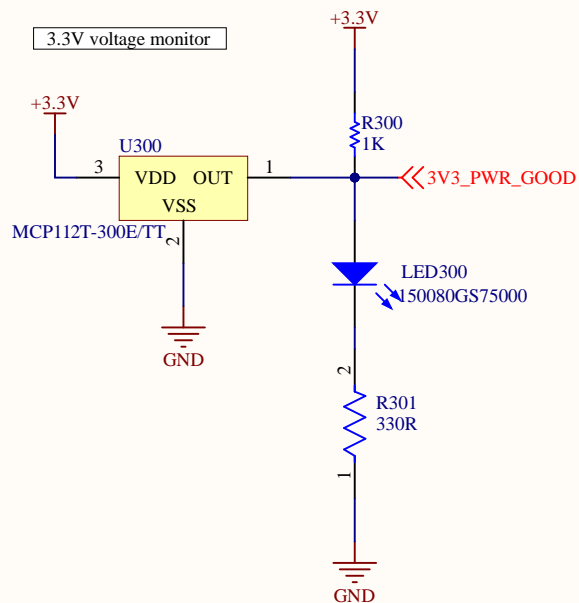 +3.3V
3.3V voltage monitor
+3.3V
R300
1K
U300
3
VDD
OUT
1
3V3_PWR_GOOD
VSS
MCP112T-300E/TT
2
LED300
150080GS75000
GND
2
R301
330R
1
GND